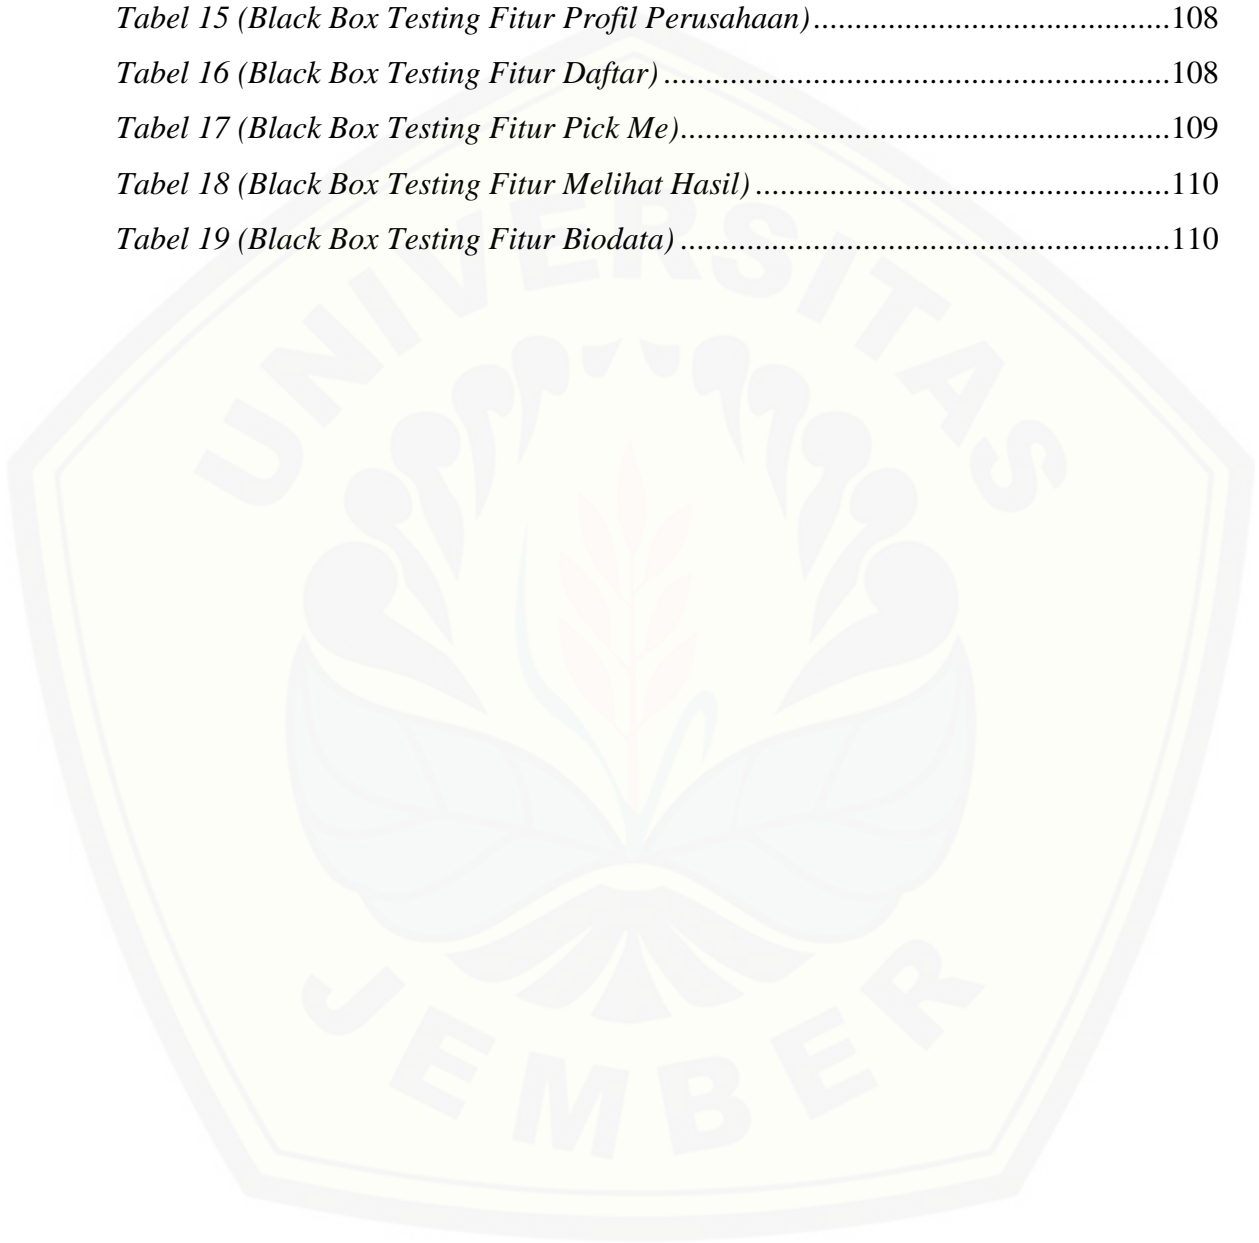 Tabel 15 (Black Box Testing Fitur Profil Perusahaan)....................................108
Tabel 16 (Black Box Testing Fitur Daftar)...................................................108
Tabel 17 (Black Box Testing Fitur Pick Me).................................................109
Tabel 18 (Black Box Testing Fitur Melihat Hasil)..........................................110
Tabel 19 (Black Box Testing Fitur Biodata).................................................110
UNIVERSITAS
JEMBER